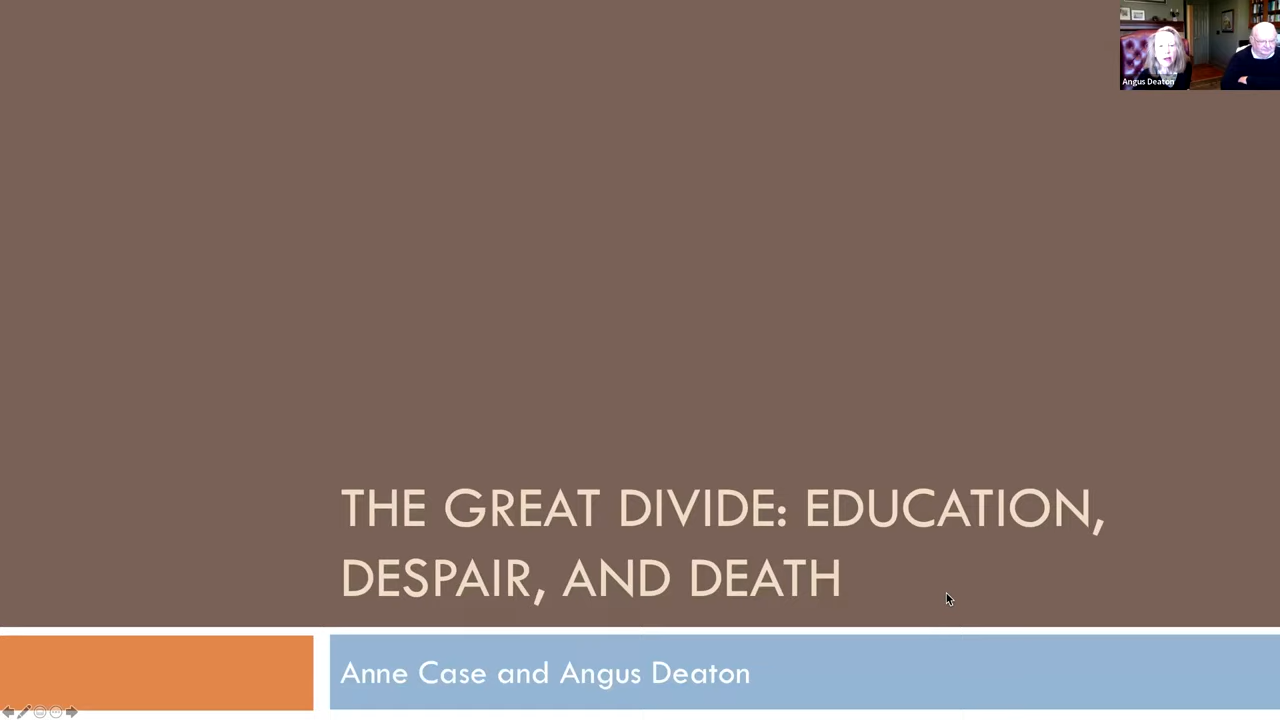 Angus Deaton
THE GREAT DIVIDE: EDUCATION,
DESPAIR, AND DEATH
Anne Case and Angus Deaton